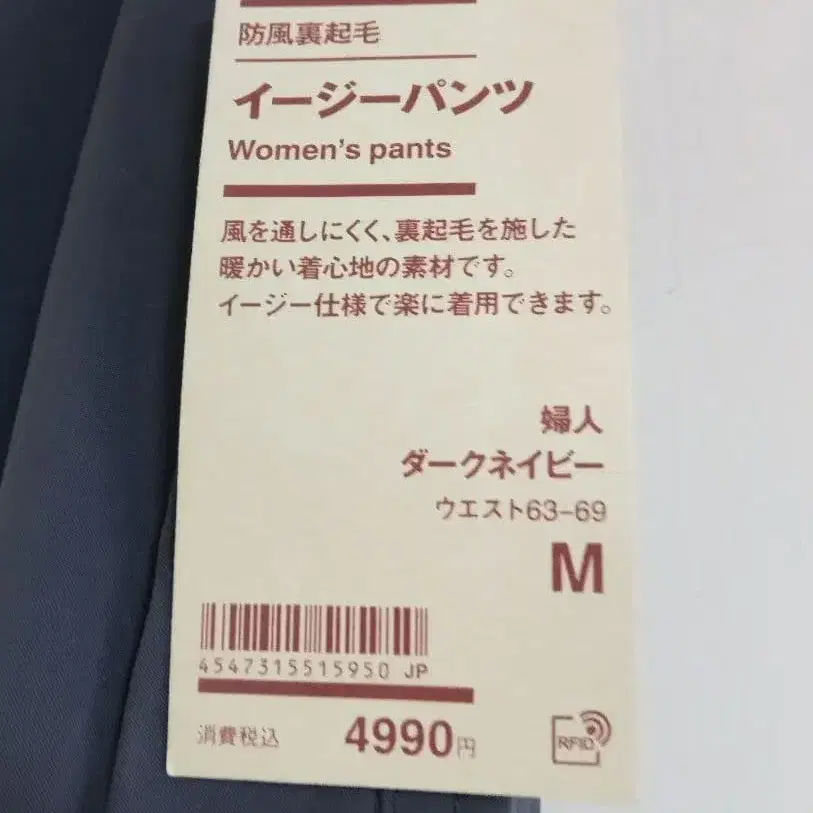 防風裏起毛
イージーパンツ
Women's pants
風を通しにくく、裏起毛を施した
暖かい着心地の素材です。
イージー仕様で楽に着用できます。
婦人
ダークネイビー
ウエスト63-69
M
4547315515950 JP
消費税込 4990円
RFID